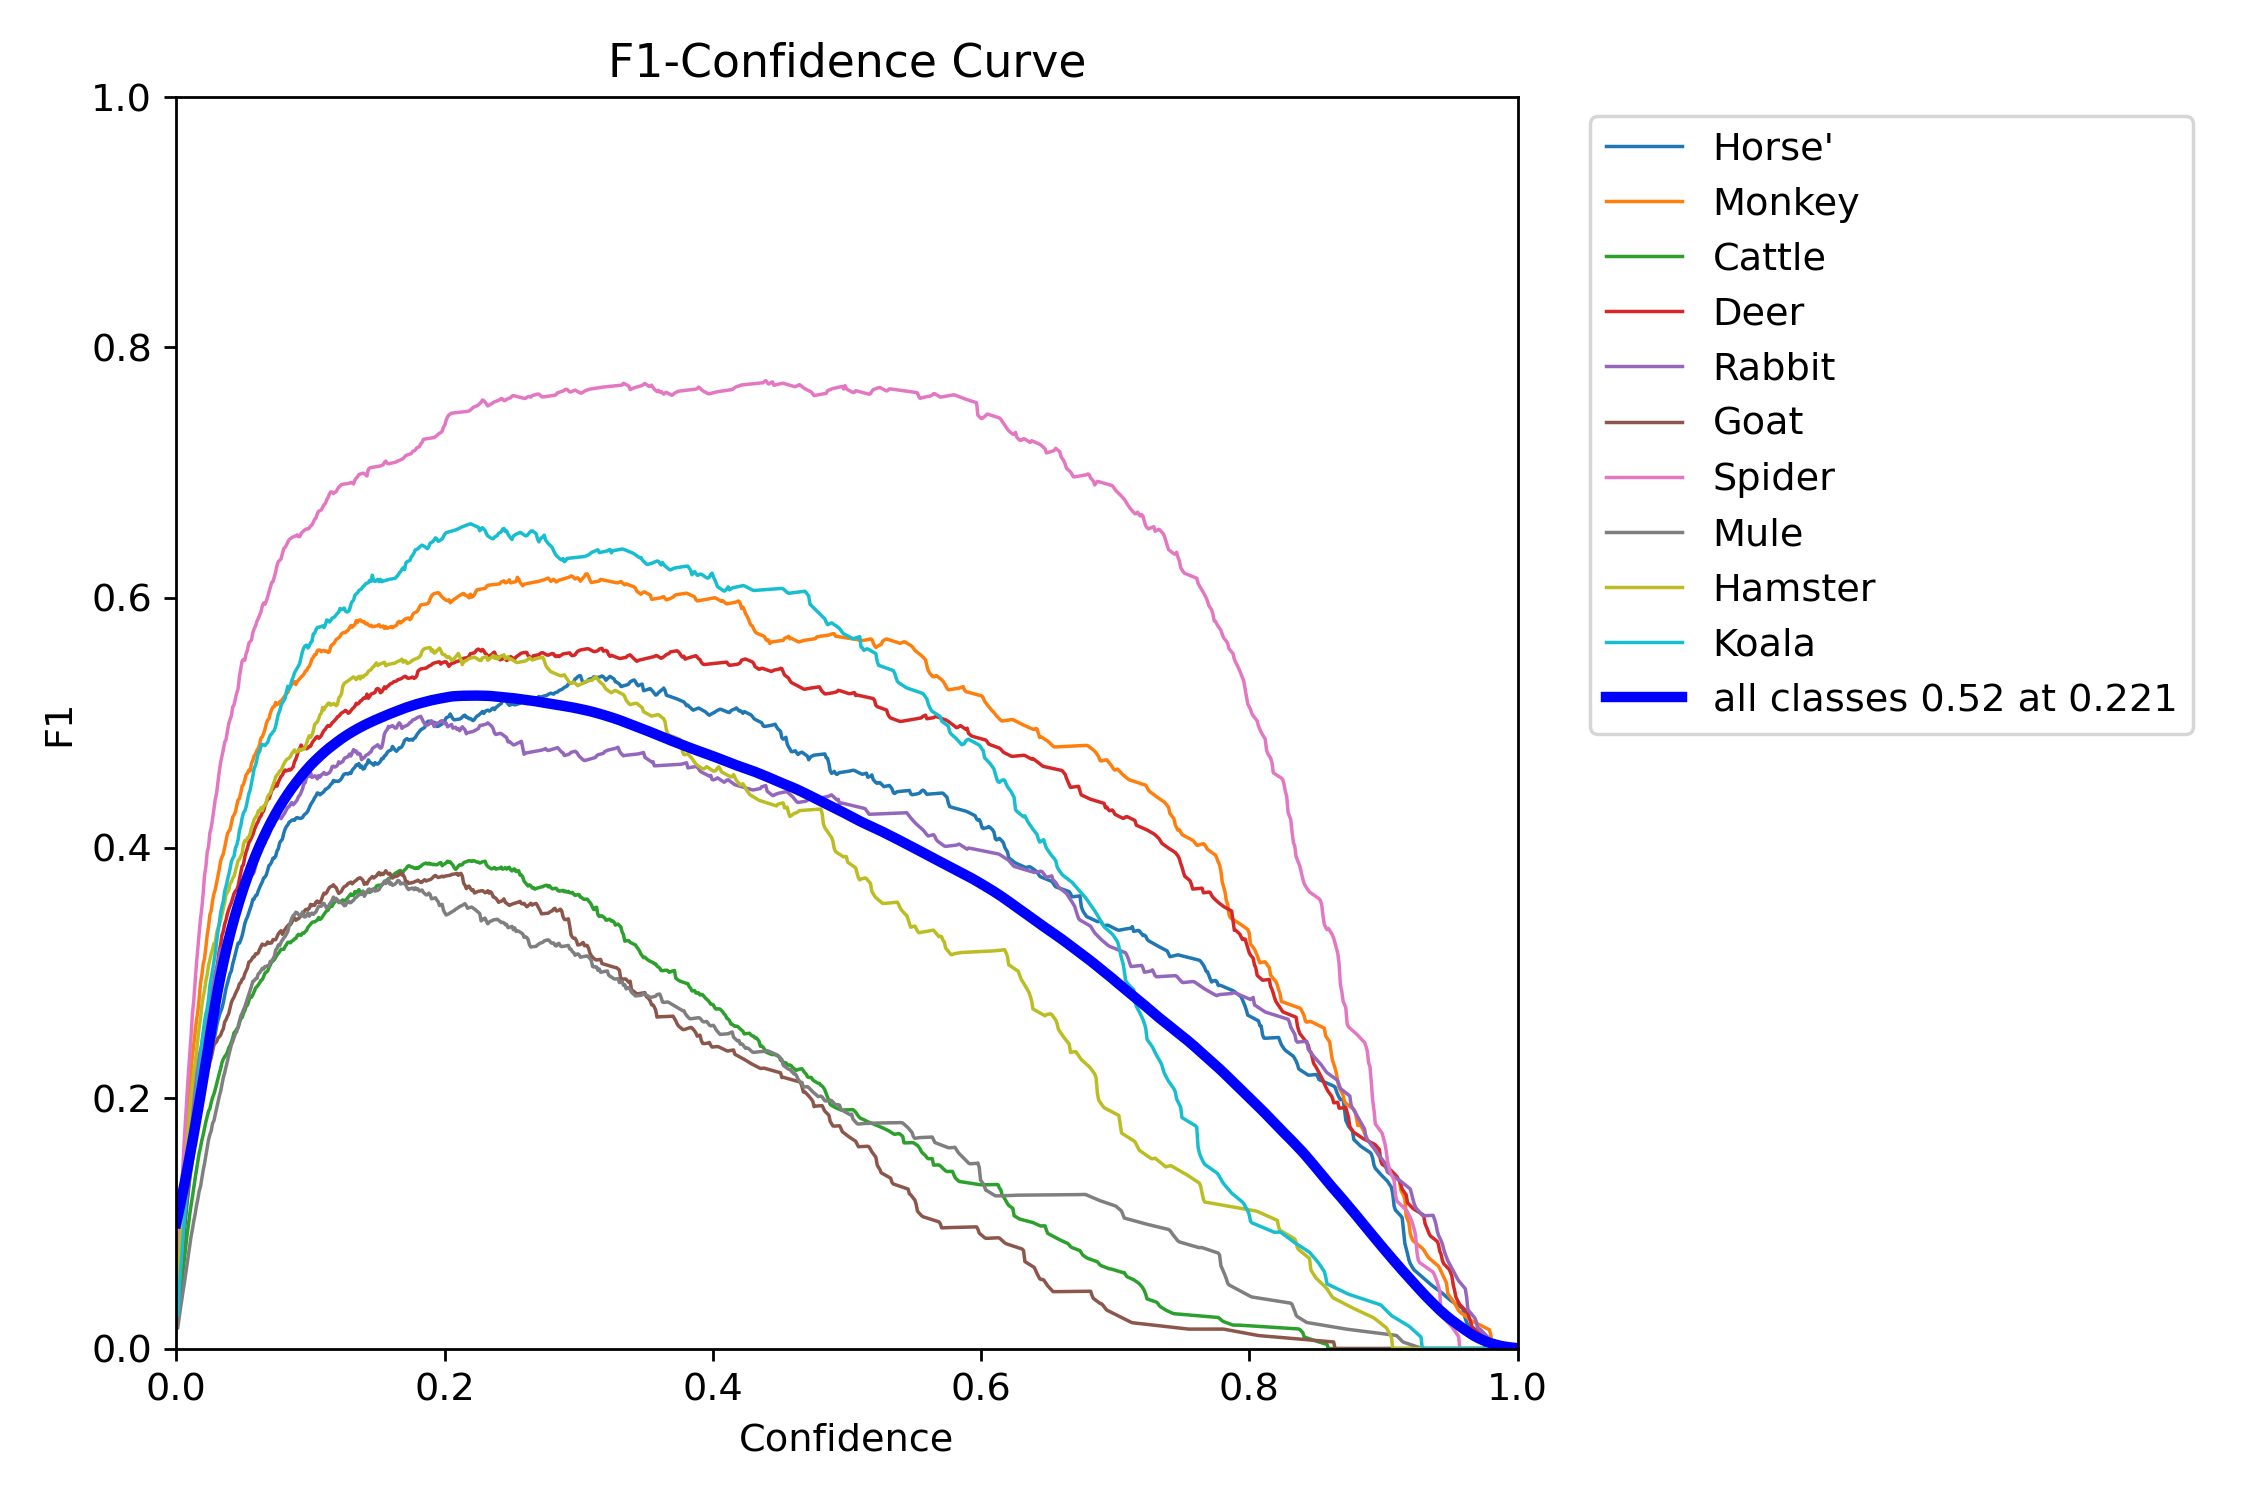 F1-Confidence Curve
1.0
0.8
0.6
0.4
0.2
0.0
F1
0.0 0.2 0.4 0.6 0.8 1.0
Confidence
Horse'
Monkey
Cattle
Deer
Rabbit
Goat
Spider
Mule
Hamster
Koala
all classes 0.52 at 0.221